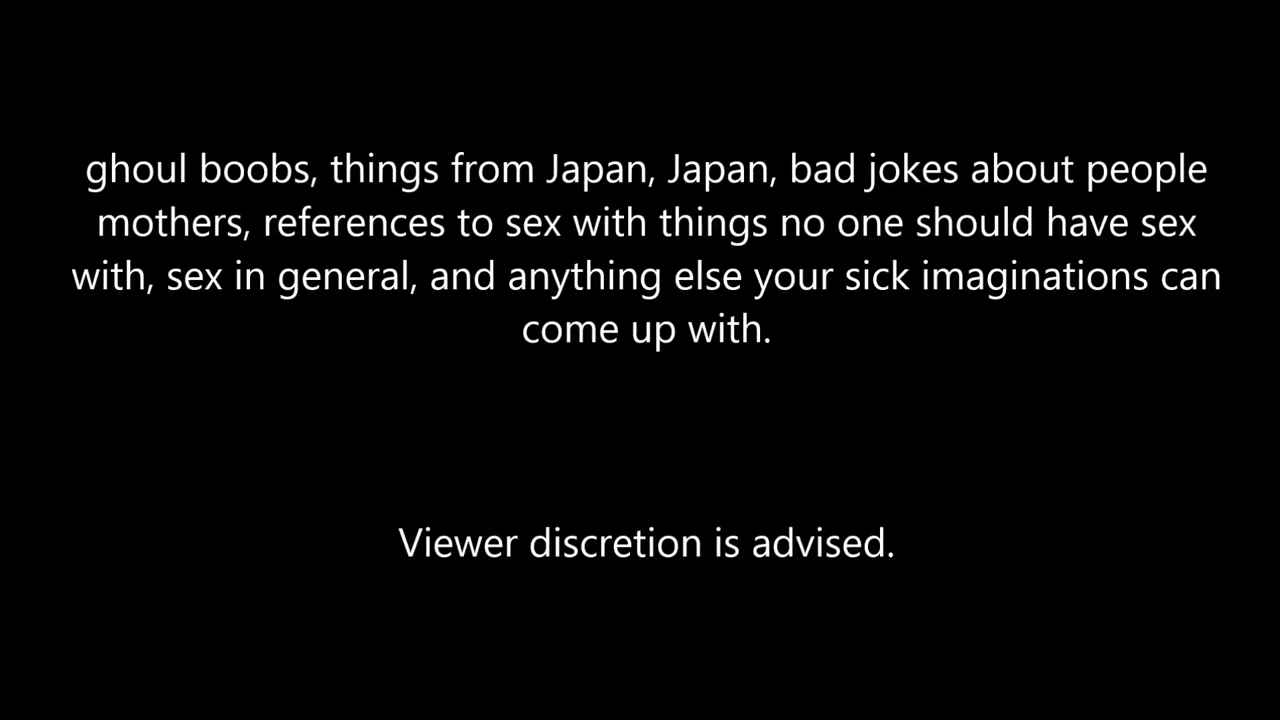 ghoul boobs, things from Japan, Japan, bad jokes about people
mothers, references to sex with things no one should have sex
with, sex in general, and anything else your sick imaginations can
come up with.
Viewer discretion is advised.